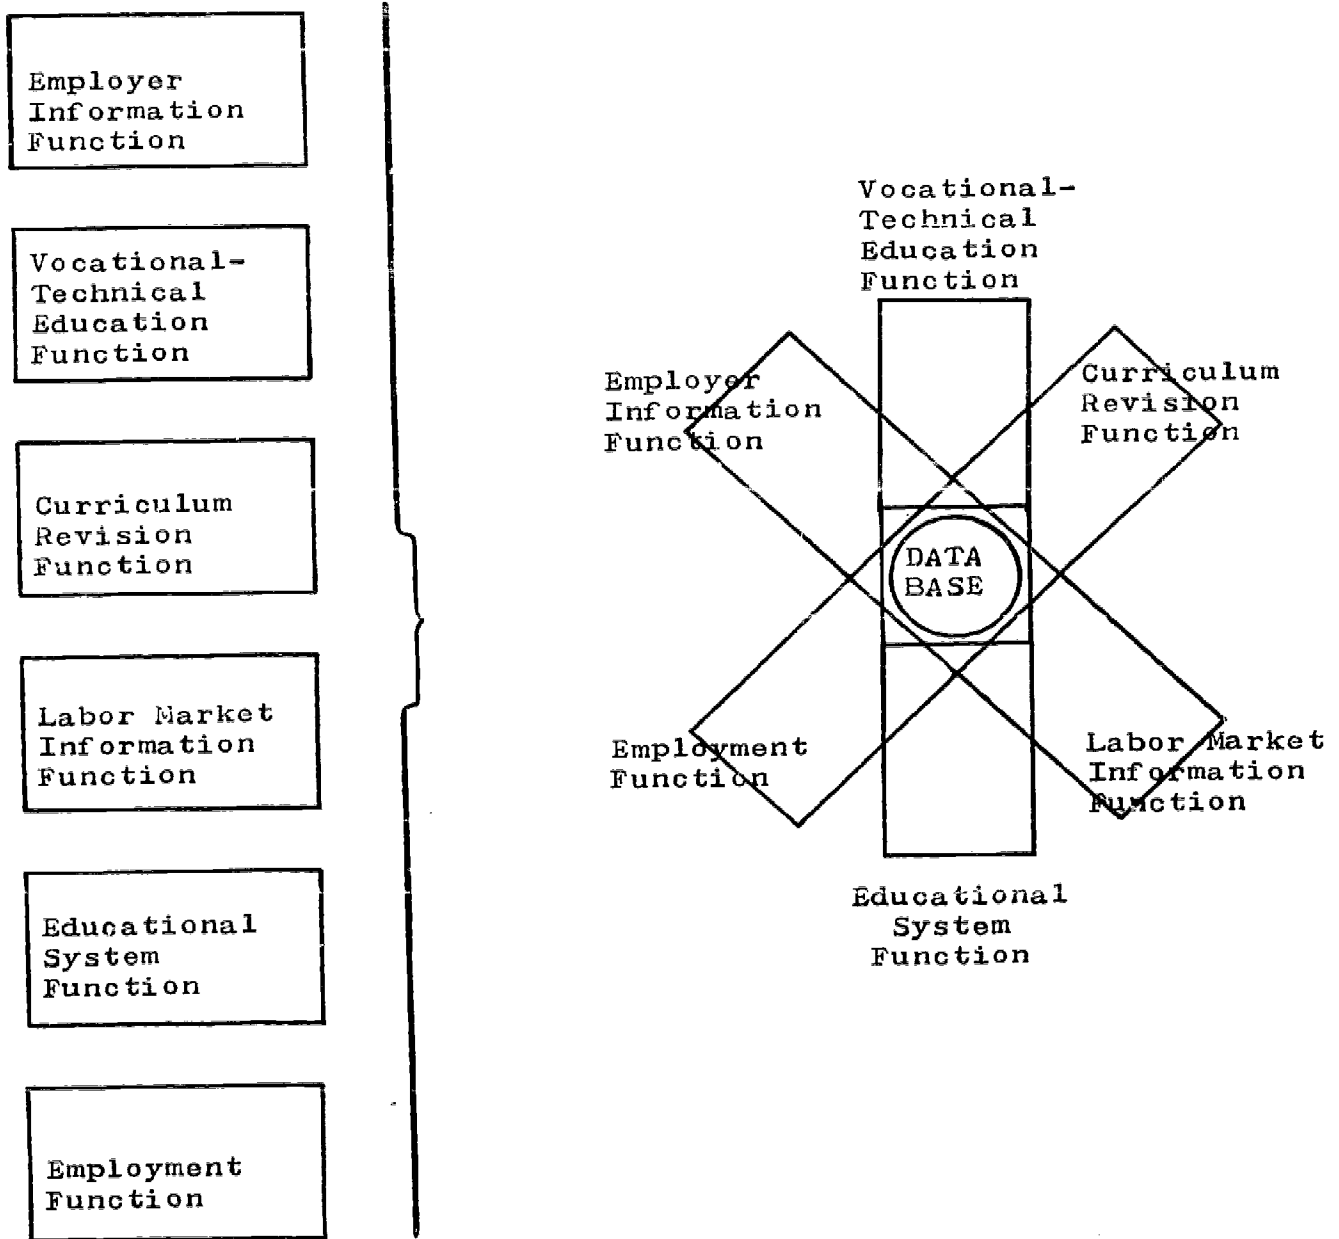 Employer
Information
Function
Vocational-
Technical
Education
Function
Curriculum
Revision
Function
Labor Market
Information
Function
Educational
System
Function
Employment
Function
Vocational-
Technical
Education
Function
Employer
Information
Function
Curriculum
Revision
Function
DATA
BASE
Employment
Function
Labor Market
Information
Function
Educational
System
Function